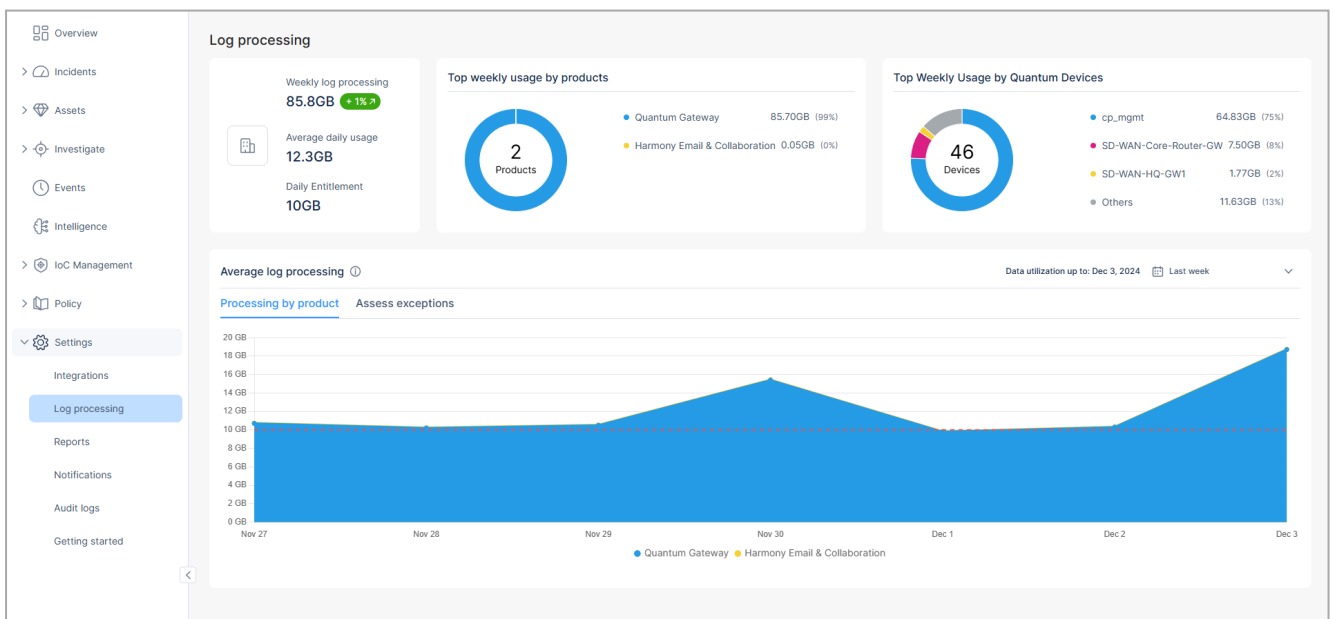 Overview
Incidents
Assets
Investigate
Events
Intelligence
IoC Management
Policy
Settings
Integrations
Log processing
Reports
Notifications
Audit logs
Getting started
Log processing
Weekly log processing
85.8GB + 1%
Average daily usage
12.3GB
Daily Entitlement
10GB
Top weekly usage by products
2
Products
Quantum Gateway 85.70GB (99%)
Harmony Email & Collaboration 0.05GB (0%)
Top Weekly Usage by Quantum Devices
46
Devices
cp_mgmt 64.83GB (75%)
SD-WAN-Core-Router-GW 7.50GB (8%)
SD-WAN-HQ-GW1 1.77GB (2%)
Others 11.63GB (13%)
Average log processing
Data utilization up to: Dec 3, 2024 Last week
Processing by product Assess exceptions
20 GB
18 GB
16 GB
14 GB
12 GB
10 GB
8 GB
6 GB
4 GB
2 GB
0 GB
Nov 27 Nov 28 Nov 29 Nov 30 Dec 1 Dec 2 Dec 3
Quantum Gateway Harmony Email & Collaboration